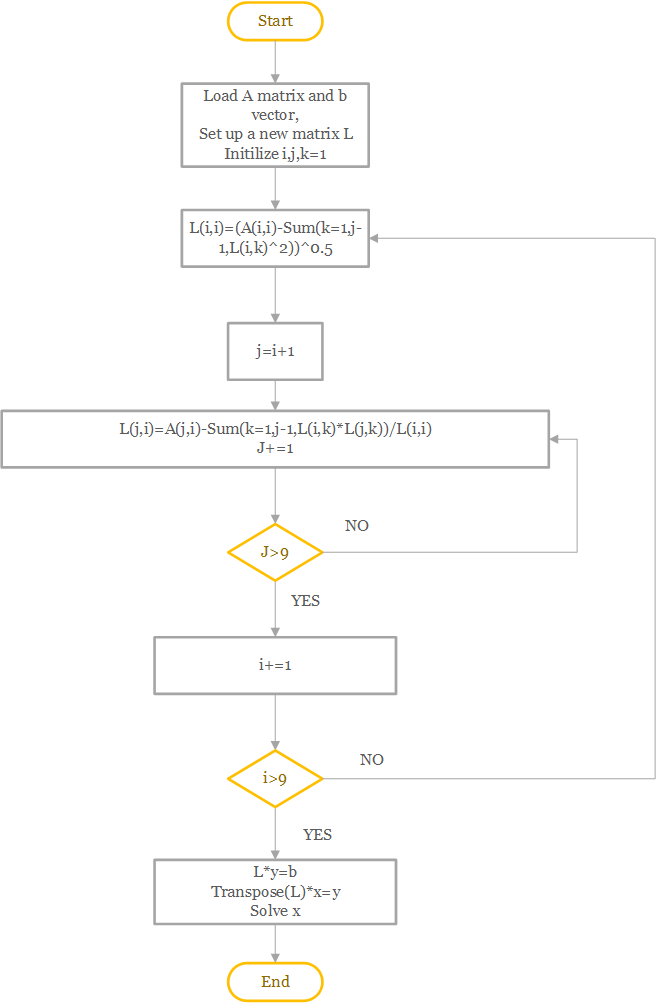 Start
Load A matrix and b
vector,
Set up a new matrix L
Initilize i,j,k=1
L(i,i)=(A(i,i)-Sum(k=1,j-
1,L(i,k)^2))^0.5
j=i+1
L(j,i)=A(j,i)-Sum(k=1,j-1,L(i,k)*L(j,k))/L(i,i)
J+=1
NO
J>9
YES
i+=1
NO
i>9
YES
L*y=b
Transpose(L)*x=y
Solve x
End